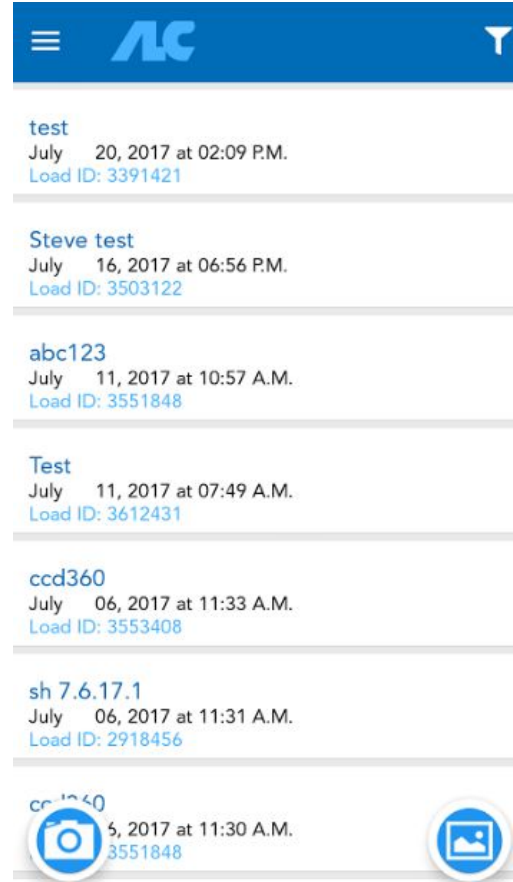 ALC
test
July 20, 2017 at 02:09 P.M.
Load ID: 3391421
Steve test
July 16, 2017 at 06:56 P.M.
Load ID: 3503122
abc123
July 11, 2017 at 10:57 A.M.
Load ID: 3551848
Test
July 11, 2017 at 07:49 A.M.
Load ID: 3612431
ccd360
July 06, 2017 at 11:33 A.M.
Load ID: 3553408
sh 7.6.17.1
July 06, 2017 at 11:31 A.M.
Load ID: 2918456
2017 at 11:30 A.M.
3551848